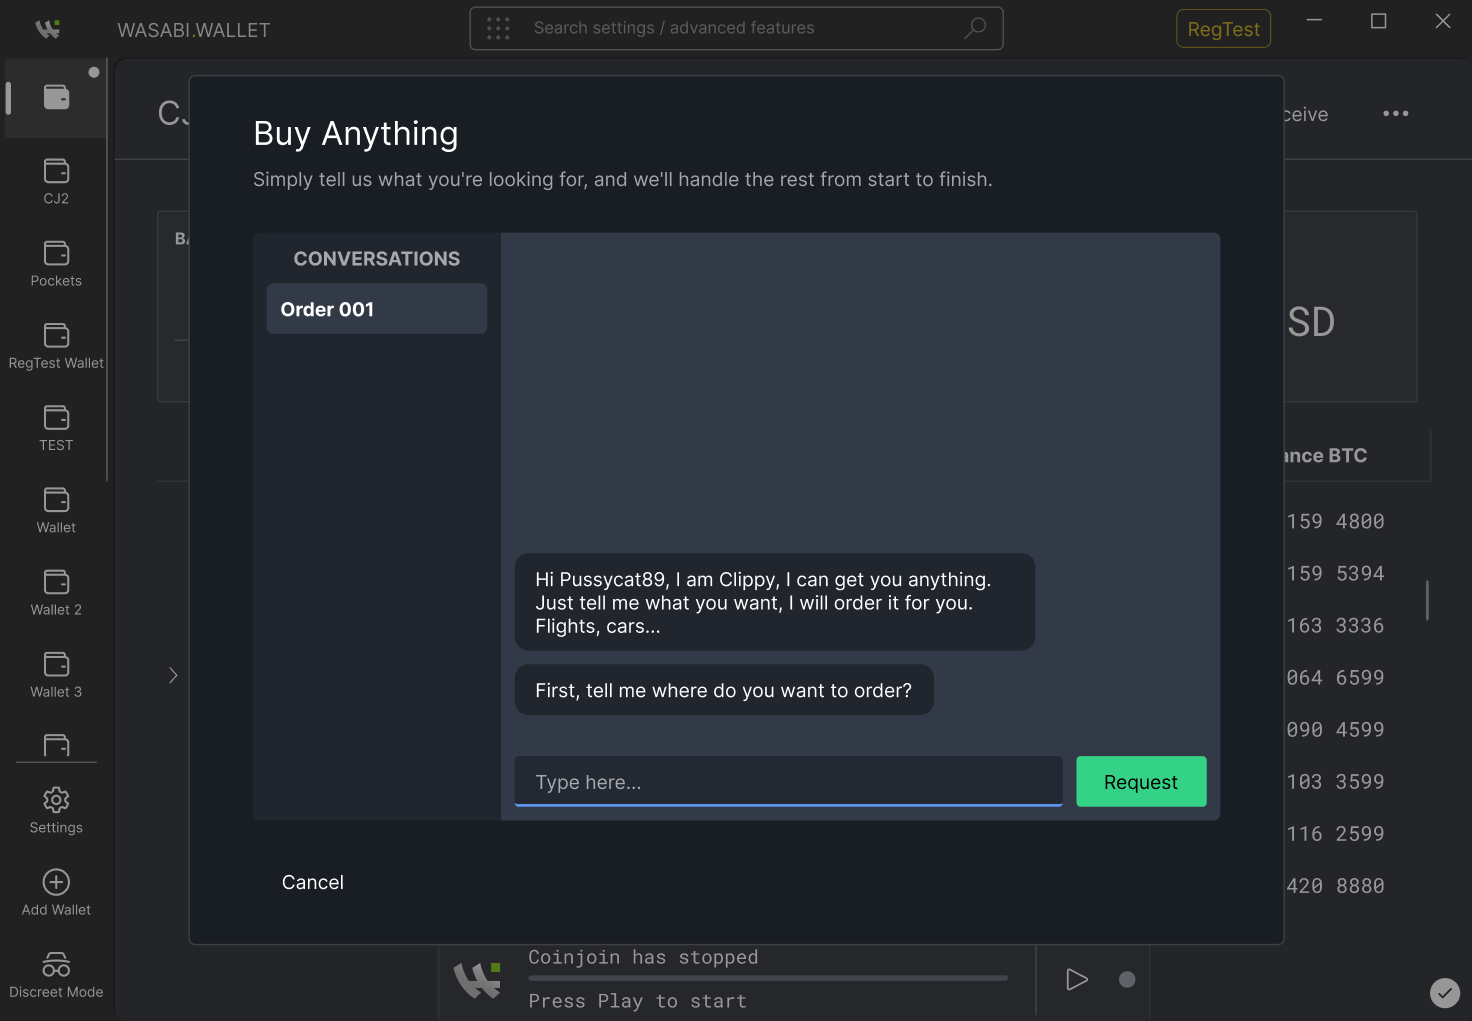 WASABI.WALLET
Search settings / advanced features
RegTest
CJ2
Pockets
RegTest Wallet
TEST
Wallet
Wallet 2
Wallet 3
Settings
Add Wallet
Discreet Mode
Buy Anything
Simply tell us what you're looking for, and we'll handle the rest from start to finish.
CONVERSATIONS
Order 001
Hi Pussycat89, I am Clippy, I can get you anything.
Just tell me what you want, I will order it for you.
Flights, cars...
First, tell me where do you want to order?
Type here...
Request
Cancel
BTC
159 4800
159 5394
163 3336
064 6599
090 4599
103 3599
116 2599
420 8880
Coinjoin has stopped
Press Play to start